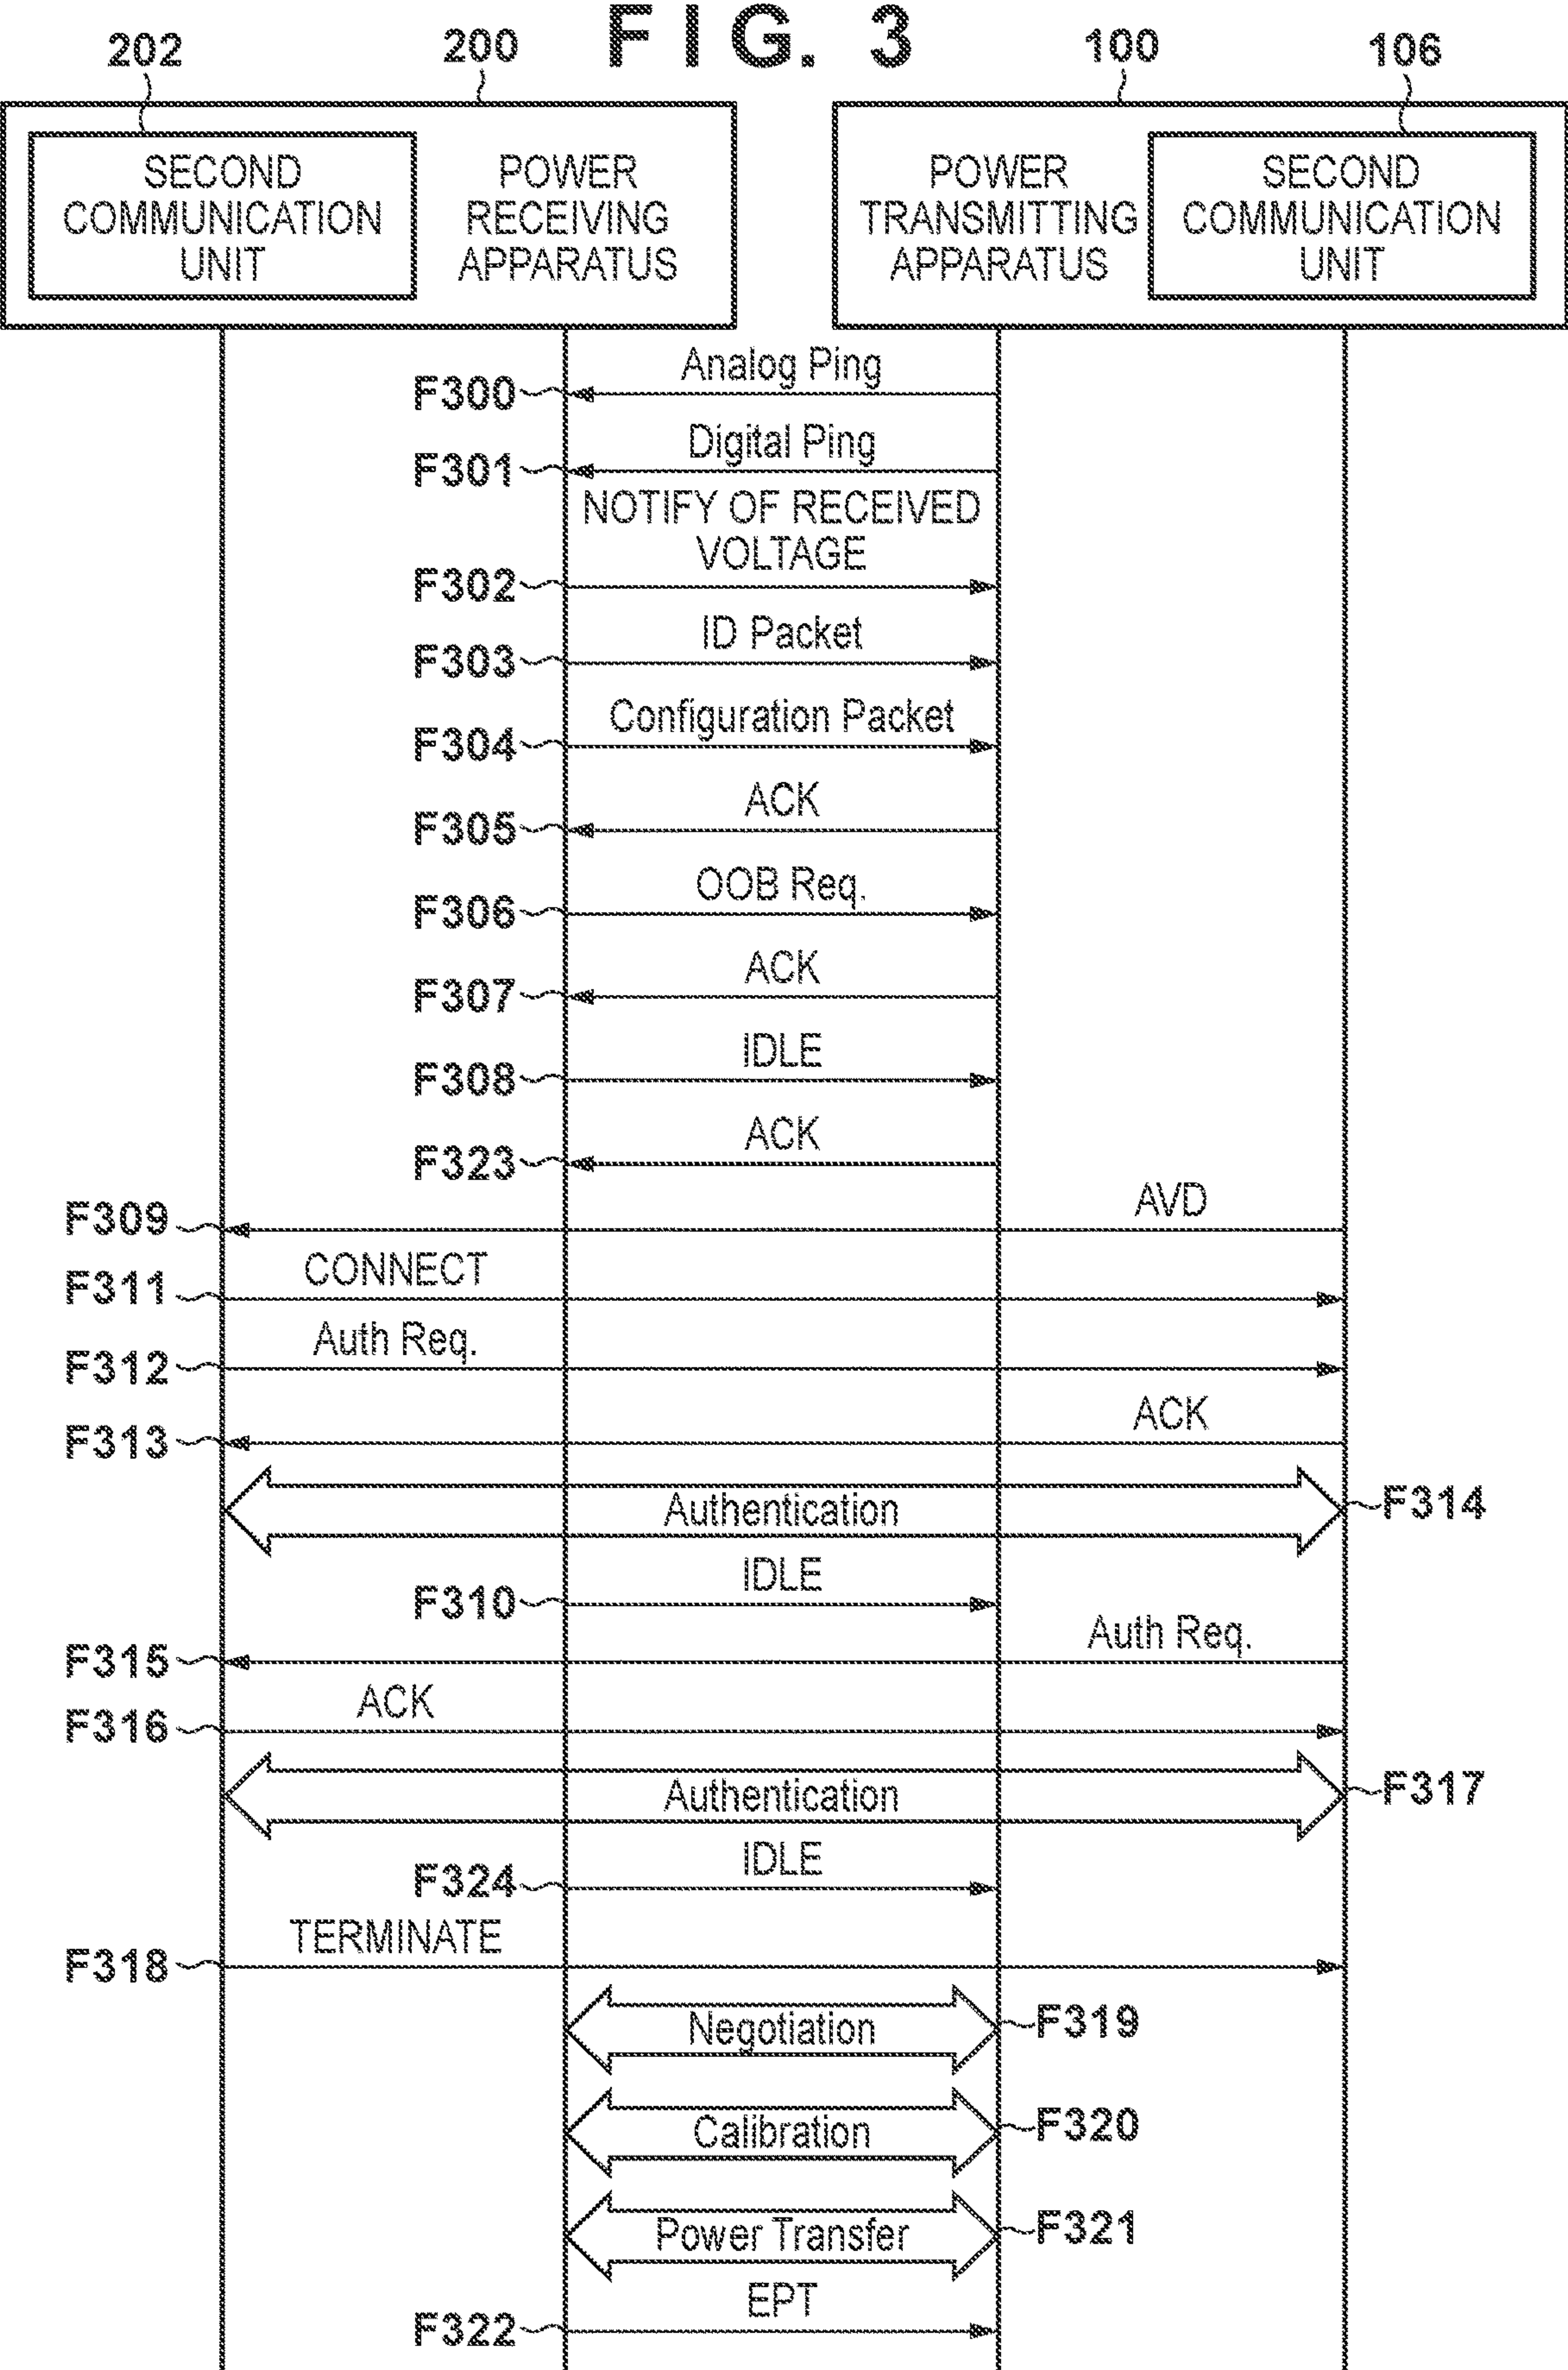 FIG. 3
202
200
100
106
SECOND
COMMUNICATION
UNIT
POWER
RECEIVING
APPARATUS
POWER
TRANSMITTING
APPARATUS
SECOND
COMMUNICATION
UNIT
Analog Ping
F300
Digital Ping
F301
NOTIFY OF RECEIVED
VOLTAGE
F302
ID Packet
F303
Configuration Packet
F304
ACK
F305
OOB Req.
F306
ACK
F307
IDLE
F308
ACK
F323
AVD
F309
CONNECT
F311
Auth Req.
F312
ACK
F313
Authentication
F314
IDLE
F310
Auth Req.
F315
ACK
F316
Authentication
F317
IDLE
F324
TERMINATE
F318
Negotiation
F319
Calibration
F320
Power Transfer
F321
EPT
F322